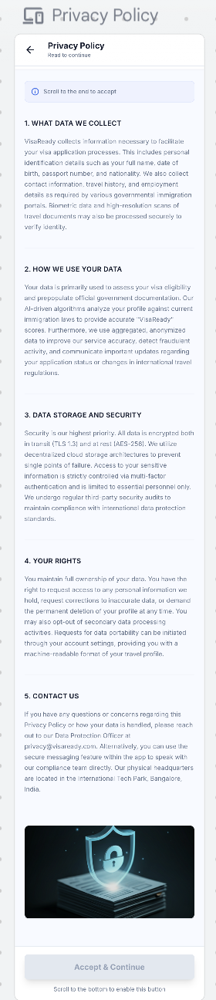 Privacy Policy
Privacy Policy
Read to continue
Scroll to the end to accept
1. WHAT DATA WE COLLECT
VisaReady collects information necessary to facilitate
your visa application processes. This includes personal
identification details such as your full name, date of
birth, passport number, and nationality. We also collect
contact information, travel history, and employment
details as required by various governmental immigration
portals. Biometric data and high-resolution scans of
travel documents may also be processed securely to
verify identity.
2. HOW WE USE YOUR DATA
Your data is primarily used to assess your visa eligibility
and prepopulate official government documentation. Our
AI-driven algorithms analyze your profile against current
immigration laws to provide accurate "VisaReady"
scores. Furthermore, we use aggregated, anonymized
data to improve our service accuracy, detect fraudulent
activity, and communicate important updates regarding
your application status or changes in international travel
regulations.
3. DATA STORAGE AND SECURITY
Security is our highest priority. All data is encrypted both
in transit (TLS 1.3) and at rest (AES-256). We utilize
decentralized cloud storage architectures to prevent
single points of failure. Access to your sensitive
information is strictly controlled via multi-factor
authentication and is limited to essential personnel only.
We undergo regular third-party security audits to
maintain compliance with international data protection
standards.
4. YOUR RIGHTS
You maintain full ownership of your data. You have the
right to request access to any personal information we
hold, request corrections to inaccurate data, or demand
the permanent deletion of your profile at any time. You
may also opt-out of secondary data processing
activities. Requests for data portability can be initiated
through your account settings, providing you with a
machine-readable format of your travel profile.
5. CONTACT US
If you have any questions or concerns regarding this
Privacy Policy or how your data is handled, please reach
out to our Data Protection Officer at
privacy@visaready.com. Alternatively, you can use the
secure messaging feature within the app to speak with
our compliance team directly. Our physical headquarters
are located in the International Tech Park, Bangalore,
India.
Accept & Continue
Scroll to the bottom to enable this button